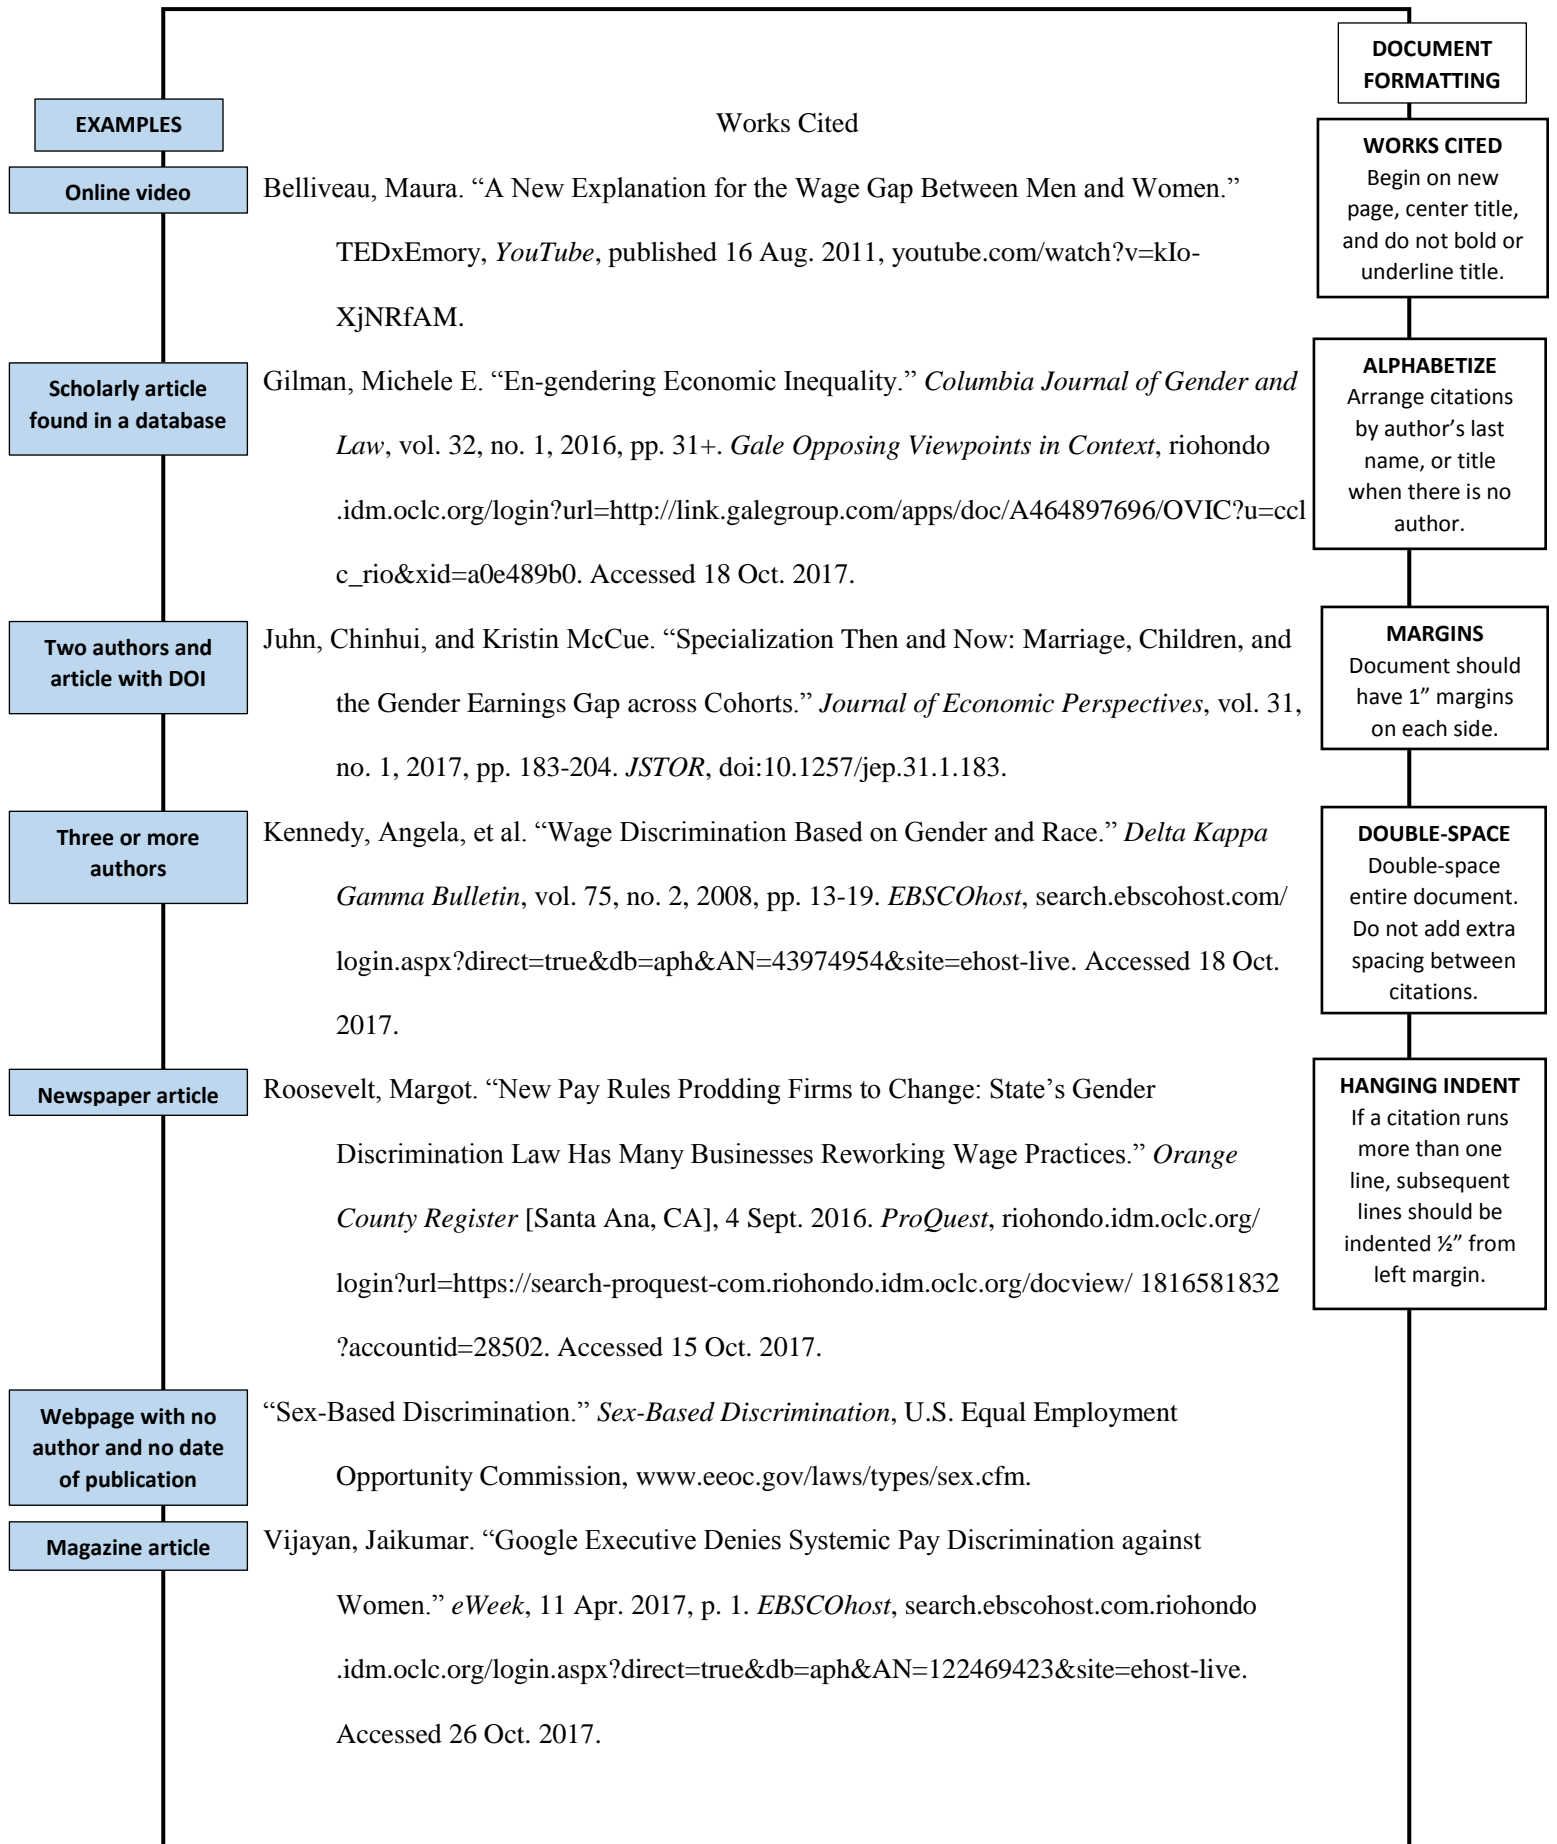 DOCUMENT
FORMATTING
EXAMPLES
Works Cited
WORKS CITED
Begin on new
page, center title,
and do not bold or
underline title.
Online video
Belliveau, Maura. “A New Explanation for the Wage Gap Between Men and Women.”
TEDxEmory, YouTube, published 16 Aug. 2011, youtube.com/watch?v=kIo-
XjNRfAM.
ALPHABETIZE
Arrange citations
by author’s last
name, or title
when there is no
author.
Scholarly article
found in a database
Gilman, Michele E. “En-gendering Economic Inequality.” Columbia Journal of Gender and
Law, vol. 32, no. 1, 2016, pp. 31+. Gale Opposing Viewpoints in Context, riohondo
.idm.oclc.org/login?url=http://link.galegroup.com/apps/doc/A464897696/OVIC?u=ccl
c_rio&xid=a0e489b0. Accessed 18 Oct. 2017.
MARGINS
Document should
have 1” margins
on each side.
Two authors and
article with DOI
Juhn, Chinhui, and Kristin McCue. “Specialization Then and Now: Marriage, Children, and
the Gender Earnings Gap across Cohorts.” Journal of Economic Perspectives, vol. 31,
no. 1, 2017, pp. 183-204. JSTOR, doi:10.1257/jep.31.1.183.
DOUBLE-SPACE
Double-space
entire document.
Do not add extra
spacing between
citations.
Three or more
authors
Kennedy, Angela, et al. “Wage Discrimination Based on Gender and Race.” Delta Kappa
Gamma Bulletin, vol. 75, no. 2, 2008, pp. 13-19. EBSCOhost, search.ebscohost.com/
login.aspx?direct=true&db=aph&AN=43974954&site=ehost-live. Accessed 18 Oct.
2017.
HANGING INDENT
If a citation runs
more than one
line, subsequent
lines should be
indented ½” from
left margin.
Newspaper article
Roosevelt, Margot. “New Pay Rules Prodding Firms to Change: State’s Gender
Discrimination Law Has Many Businesses Reworking Wage Practices.” Orange
County Register [Santa Ana, CA], 4 Sept. 2016. ProQuest, riohondo.idm.oclc.org/
login?url=https://search-proquest-com.riohondo.idm.oclc.org/docview/ 1816581832
?accountid=28502. Accessed 15 Oct. 2017.
Webpage with no
author and no date
of publication
“Sex-Based Discrimination.” Sex-Based Discrimination, U.S. Equal Employment
Opportunity Commission, www.eeoc.gov/laws/types/sex.cfm.
Magazine article
Vijayan, Jaikumar. “Google Executive Denies Systemic Pay Discrimination against
Women.” eWeek, 11 Apr. 2017, p. 1. EBSCOhost, search.ebscohost.com.riohondo
.idm.oclc.org/login.aspx?direct=true&db=aph&AN=122469423&site=ehost-live.
Accessed 26 Oct. 2017.